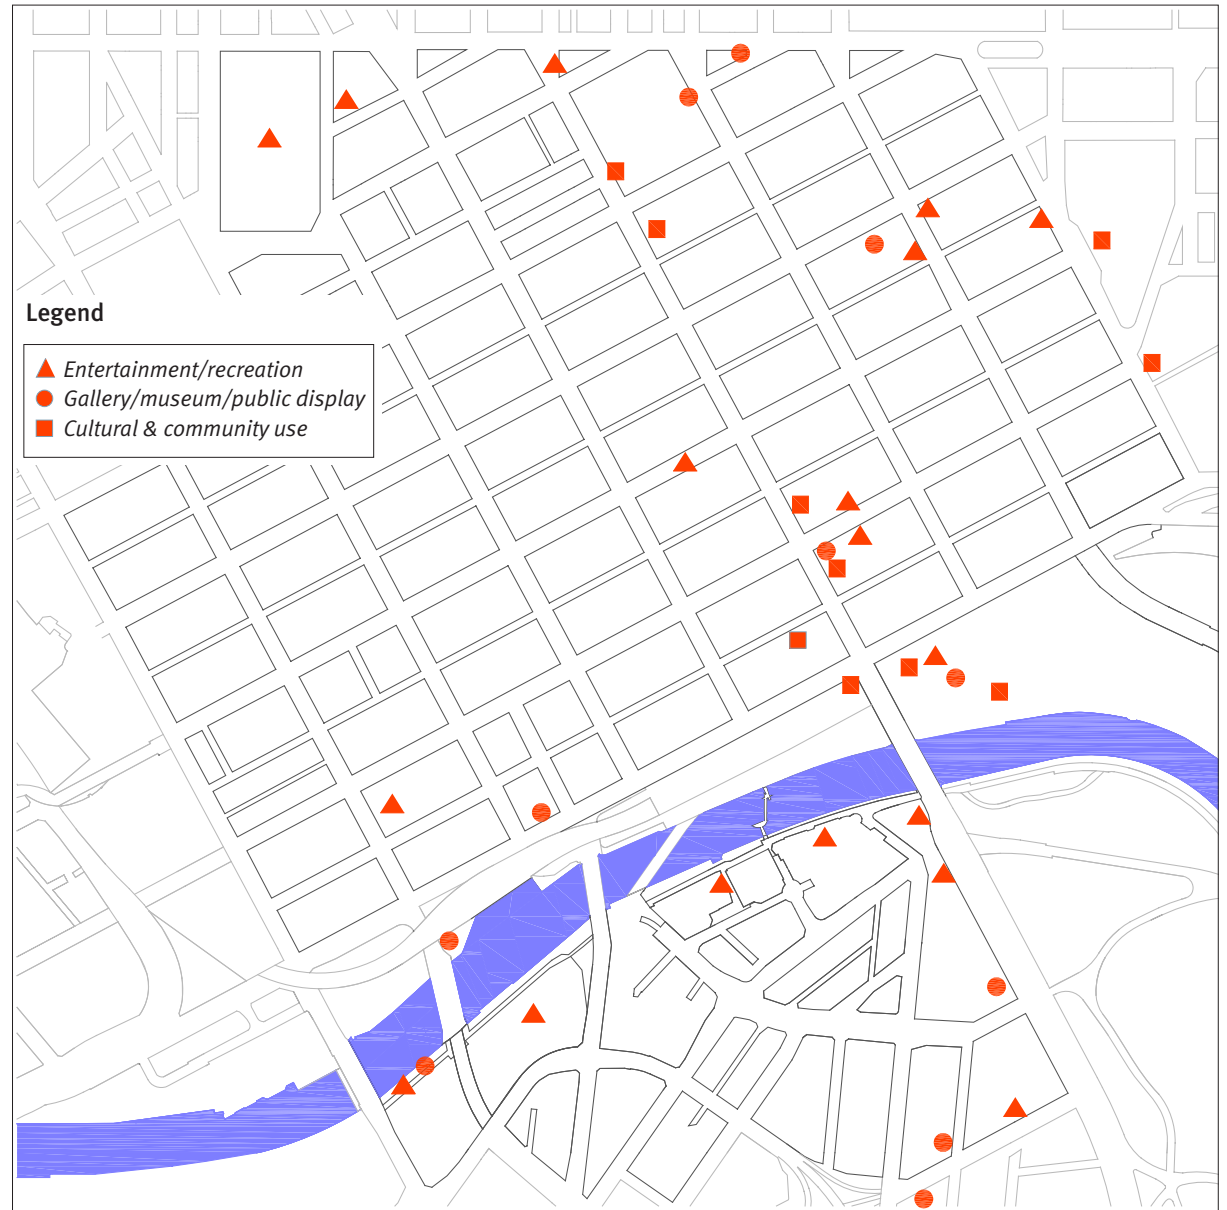 Legend
Entertainment/recreation
Gallery/museum/public display
Cultural & community use